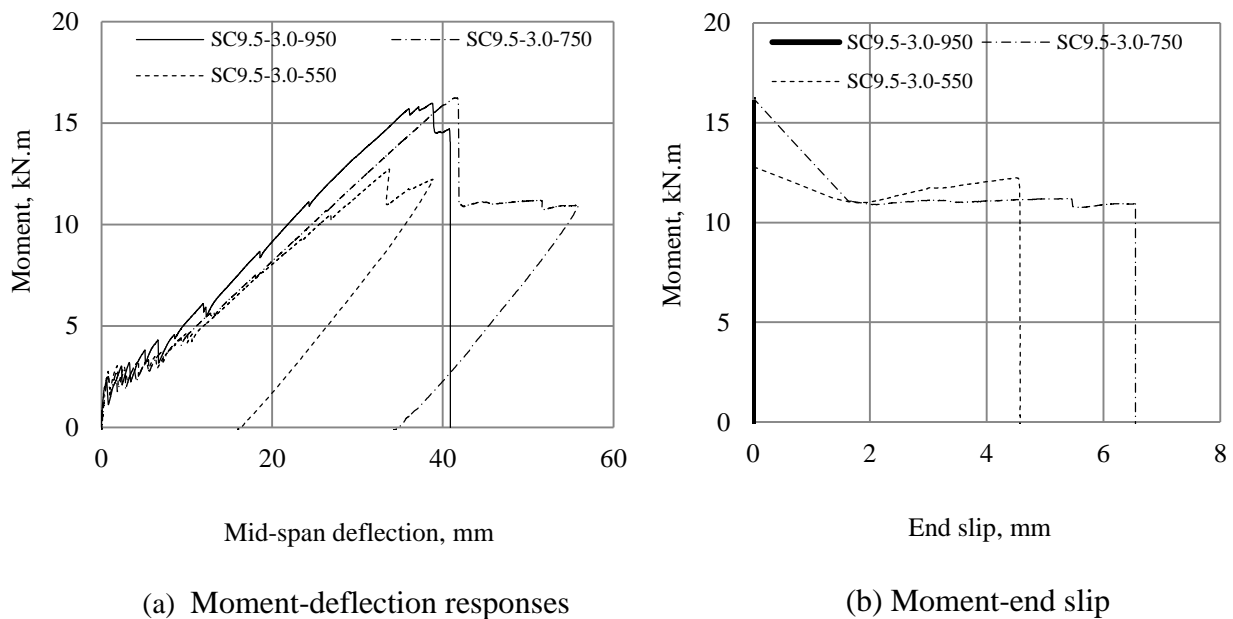 20
15
10
5
0
Moment, kN.m
SC9.5-3.0-950
SC9.5-3.0-750
SC9.5-3.0-550
0 20 40 60
Mid-span deflection, mm
(a) Moment-deflection responses
20
15
10
5
0
Moment, kN.m
SC9.5-3.0-950
SC9.5-3.0-750
SC9.5-3.0-550
0 2 4 6 8
End slip, mm
(b) Moment-end slip